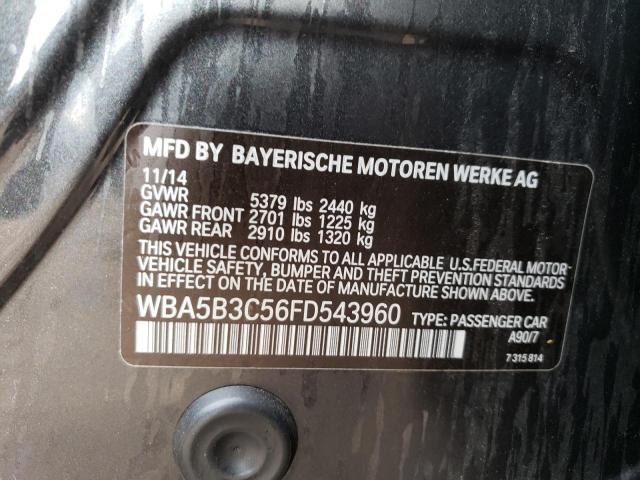 MFD BY BAYERISCHE MOTOREN WERKE AG
11/14
GVWR 5379 lbs 2440 kg
GAWR FRONT 2701 lbs 1225 kg
GAWR REAR 2910 lbs 1320 kg
THIS VEHICLE CONFORMS TO ALL APPLICABLE U.S.FEDERAL MOTOR-
VEHICLE SAFETY, BUMPER, AND THEFT PREVENTION STANDARDS
IN EFFECT ON THE DATE OF MANUFACTURE SHOWN ABOVE.
WBA5B3C56FD543960 TYPE: PASSENGER CAR
A90/7
7 315 814